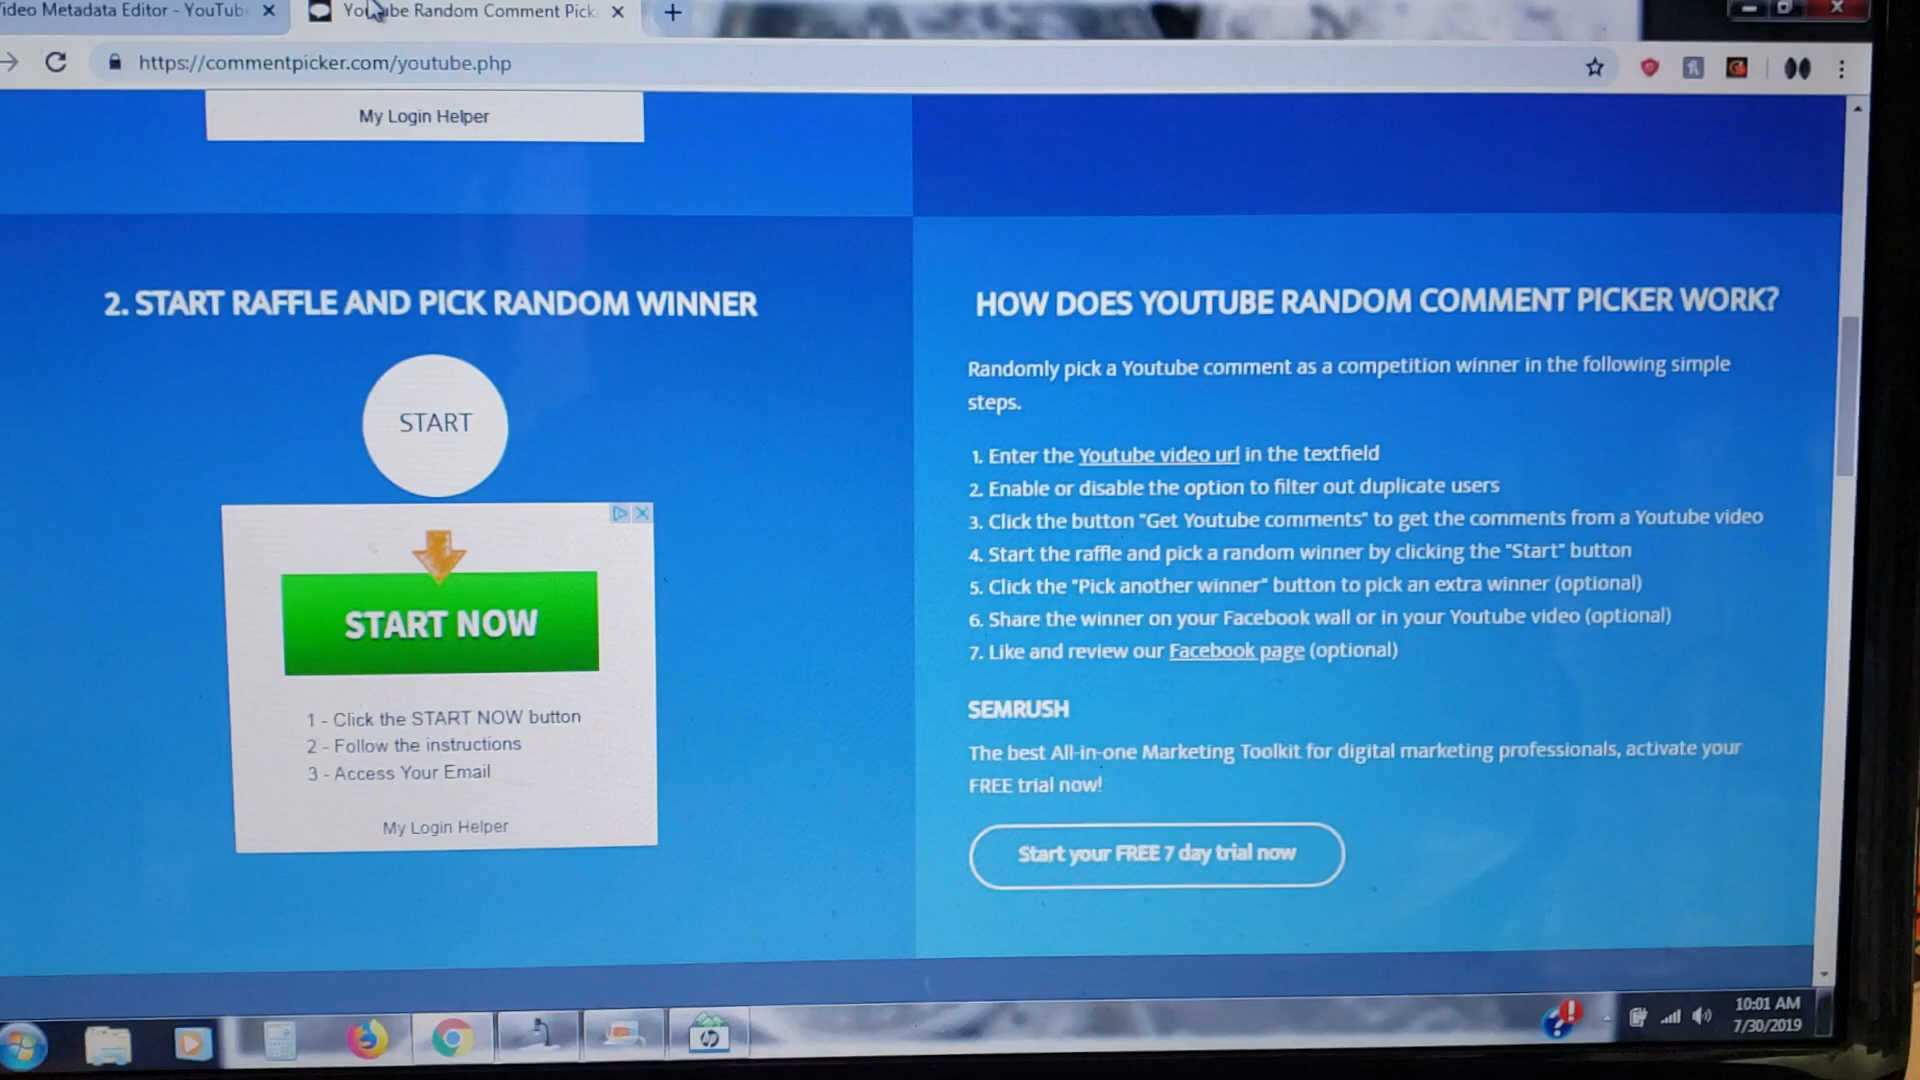 ideo Metadata Editor - YouTub
YouTube Random Comment Pick
https://commentpicker.com/youtube.php
My Login Helper
2. START RAFFLE AND PICK RANDOM WINNER
START
START NOW
1 - Click the START NOW button
2 - Follow the instructions
3 - Access Your Email
My Login Helper
HOW DOES YOUTUBE RANDOM COMMENT PICKER WORK?
Randomly pick a Youtube comment as a competition winner in the following simple
steps.
1. Enter the Youtube video url in the textfield
2. Enable or disable the option to filter out duplicate users
3. Click the button "Get Youtube comments" to get the comments from a Youtube video
4. Start the raffle and pick a random winner by clicking the "Start" button
5. Click the "Pick another winner" button to pick an extra winner (optional)
6. Share the winner on your Facebook wall or in your Youtube video (optional)
7. Like and review our Facebook page (optional)
SEMRUSH
The best All-in-one Marketing Toolkit for digital marketing professionals, activate your
FREE trial now!
Start your FREE 7 day trial now
10:01 AM
7/30/2019